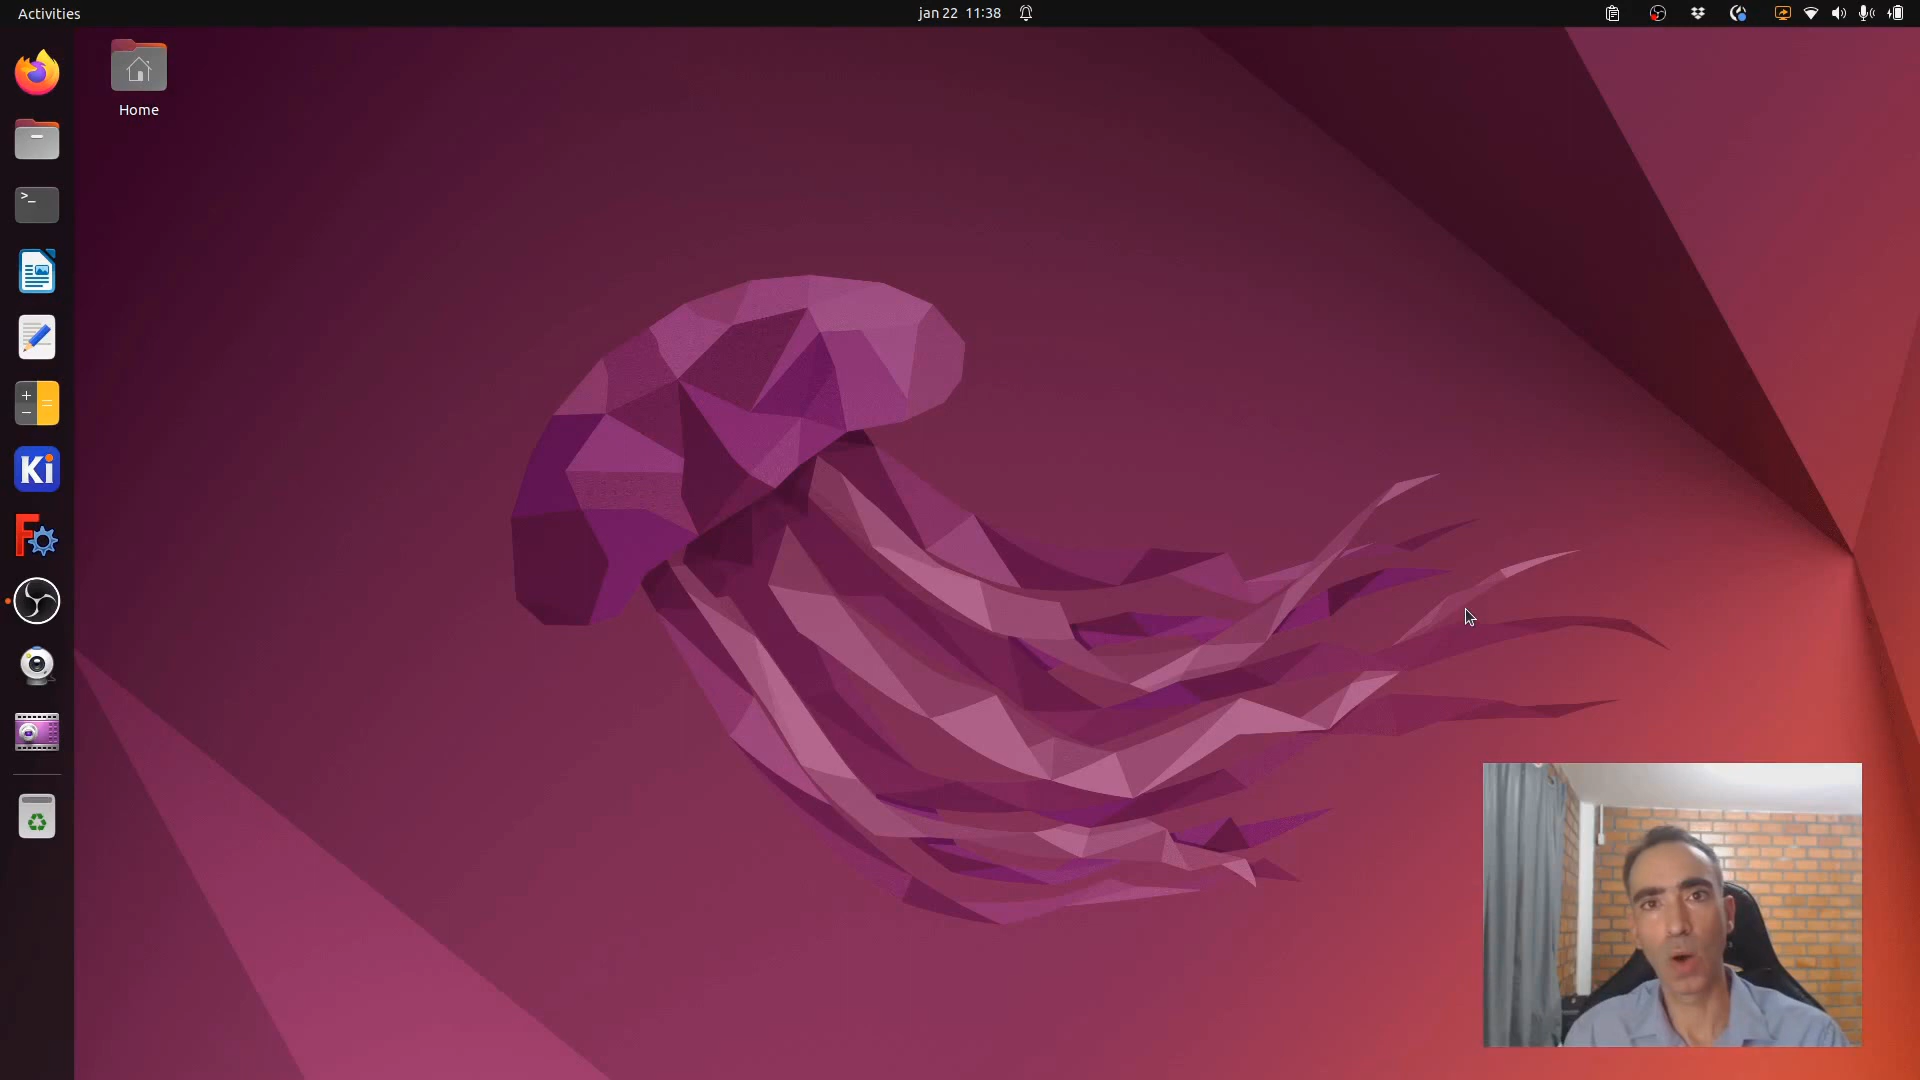 Activities
jan 22 11:38
Home
>_
+
=
−
Ki